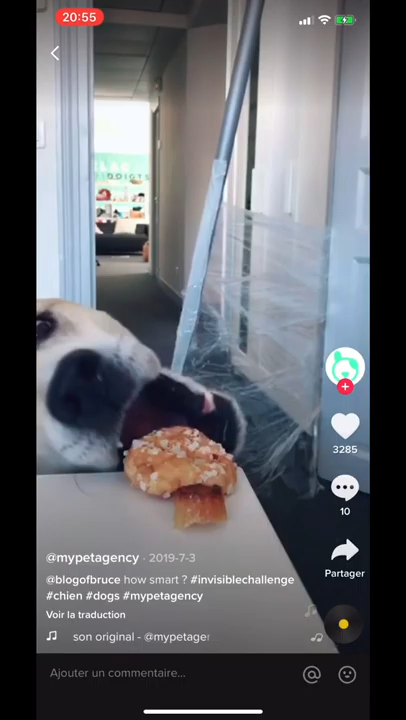 20:55
3285
10
Partager
@mypetagency · 2019-7-3
@blogofbruce how smart ? #invisiblechallenge
#chien #dogs #mypetagency
Voir la traduction
son original - @mypetager
Ajouter un commentaire...